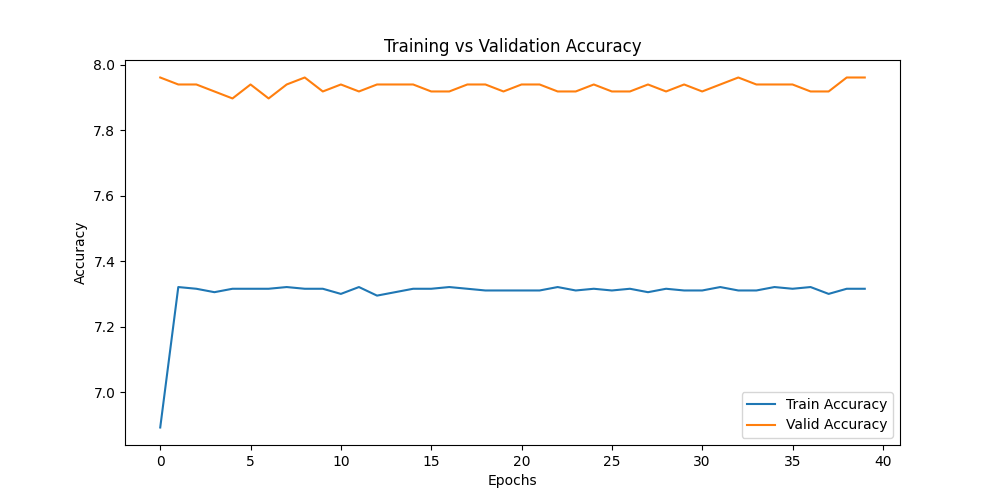 Training vs Validation Accuracy
8.0
7.8
7.6
7.4
7.2
7.0
Accuracy
0 5 10 15 20 25 30 35 40
Epochs
Train Accuracy
Valid Accuracy